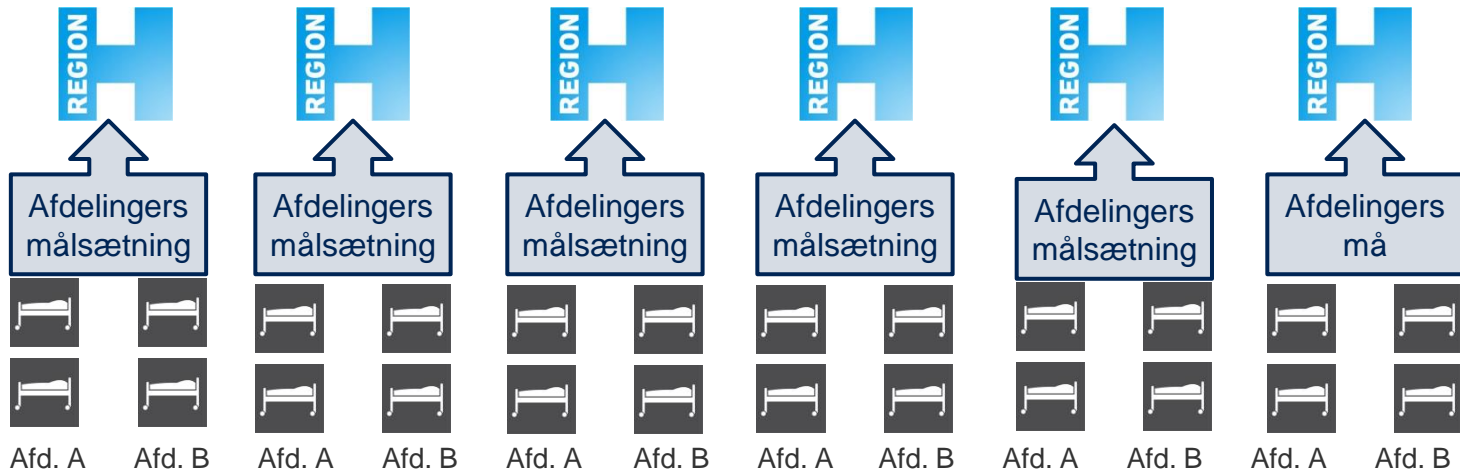 REGION H REGION H REGION H REGION H REGION H REGION H
Afdelingers Afdelingers Afdelingers Afdelingers Afdelingers Afdelingers
målsætning målsætning målsætning målsætning målsætning må
Afd. A Afd. B Afd. A Afd. B Afd. A Afd. B Afd. A Afd. B Afd. A Afd. B Afd. A Afd. B